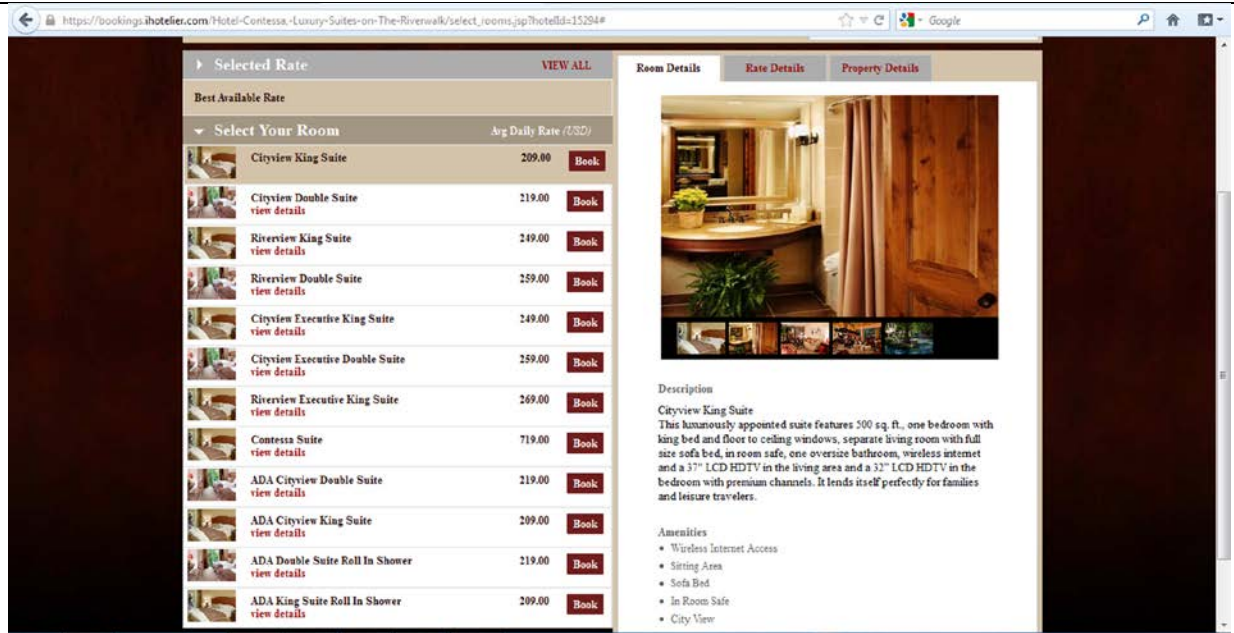 https://bookings.ihotelier.com/Hotel-Contessa,-Luxury-Suites-on-The-Riverwalk/select_rooms.jsp?hotelId=15294#
Google
Selected Rate
VIEW ALL
Best Available Rate
Select Your Room
Avg Daily Rate (USD)
Cityview King Suite
209.00
Book
Cityview Double Suite
219.00
Book
view details
Riverview King Suite
249.00
Book
view details
Riverview Double Suite
259.00
Book
view details
Cityview Executive King Suite
249.00
Book
view details
Cityview Executive Double Suite
259.00
Book
view details
Riverview Executive King Suite
269.00
Book
view details
Contessa Suite
719.00
Book
view details
ADA Cityview Double Suite
219.00
Book
view details
ADA Cityview King Suite
209.00
Book
view details
ADA Double Suite Roll In Shower
219.00
Book
view details
ADA King Suite Roll In Shower
209.00
Book
view details
Room Details
Rate Details
Property Details
Description
Cityview King Suite
This luxuriously appointed suite features 500 sq. ft., one bedroom with
king bed and floor to ceiling windows, separate living room with full
size sofa bed, in room safe, one oversize bathroom, wireless internet
and a 37" LCD HDTV in the living area and a 32" LCD HDTV in the
bedroom with premium channels. It lends itself perfectly for families
and leisure travelers.
Amenities
• Wireless Internet Access
• Sitting Area
• Sofa Bed
• In Room Safe
• City View